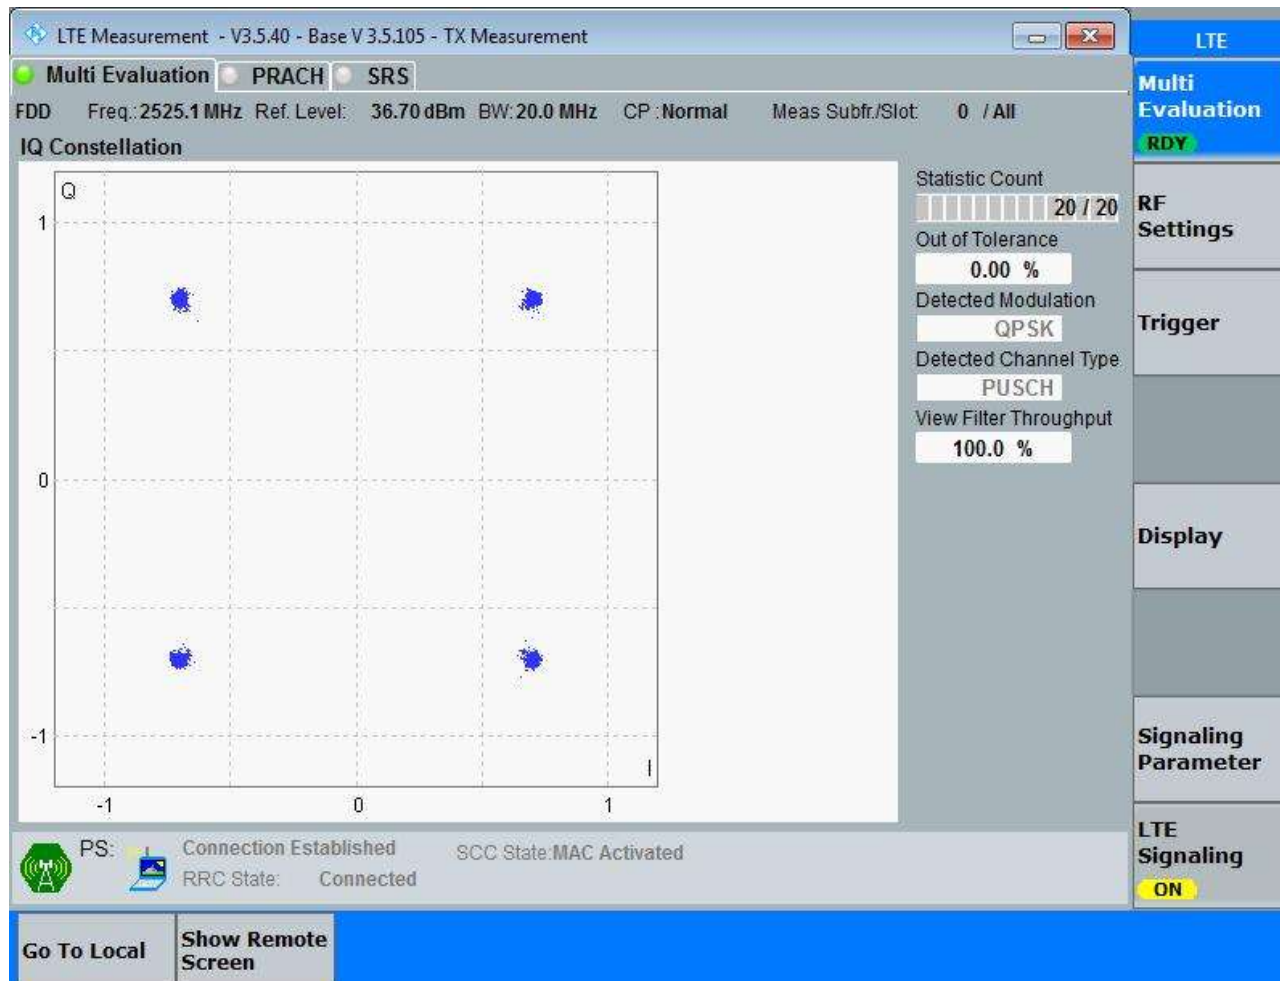 LTE Measurement - V3.5.40 - Base V 3.5.105 - TX Measurement
LTE
Multi Evaluation PRACH SRS
FDD Freq.: 2525.1 MHz Ref. Level: 36.70 dBm BW: 20.0 MHz CP : Normal Meas Subfr./Slot: 0 / All
IQ Constellation
Q
1
0
-1
I
-1 0 1
Statistic Count
20 / 20
Out of Tolerance
0.00 %
Detected Modulation
QPSK
Detected Channel Type
PUSCH
View Filter Throughput
100.0 %
Multi
Evaluation
RDY
RF
Settings
Trigger
Display
Signaling
Parameter
LTE
Signaling
ON
PS: Connection Established SCC State: MAC Activated
RRC State: Connected
Go To Local
Show Remote
Screen